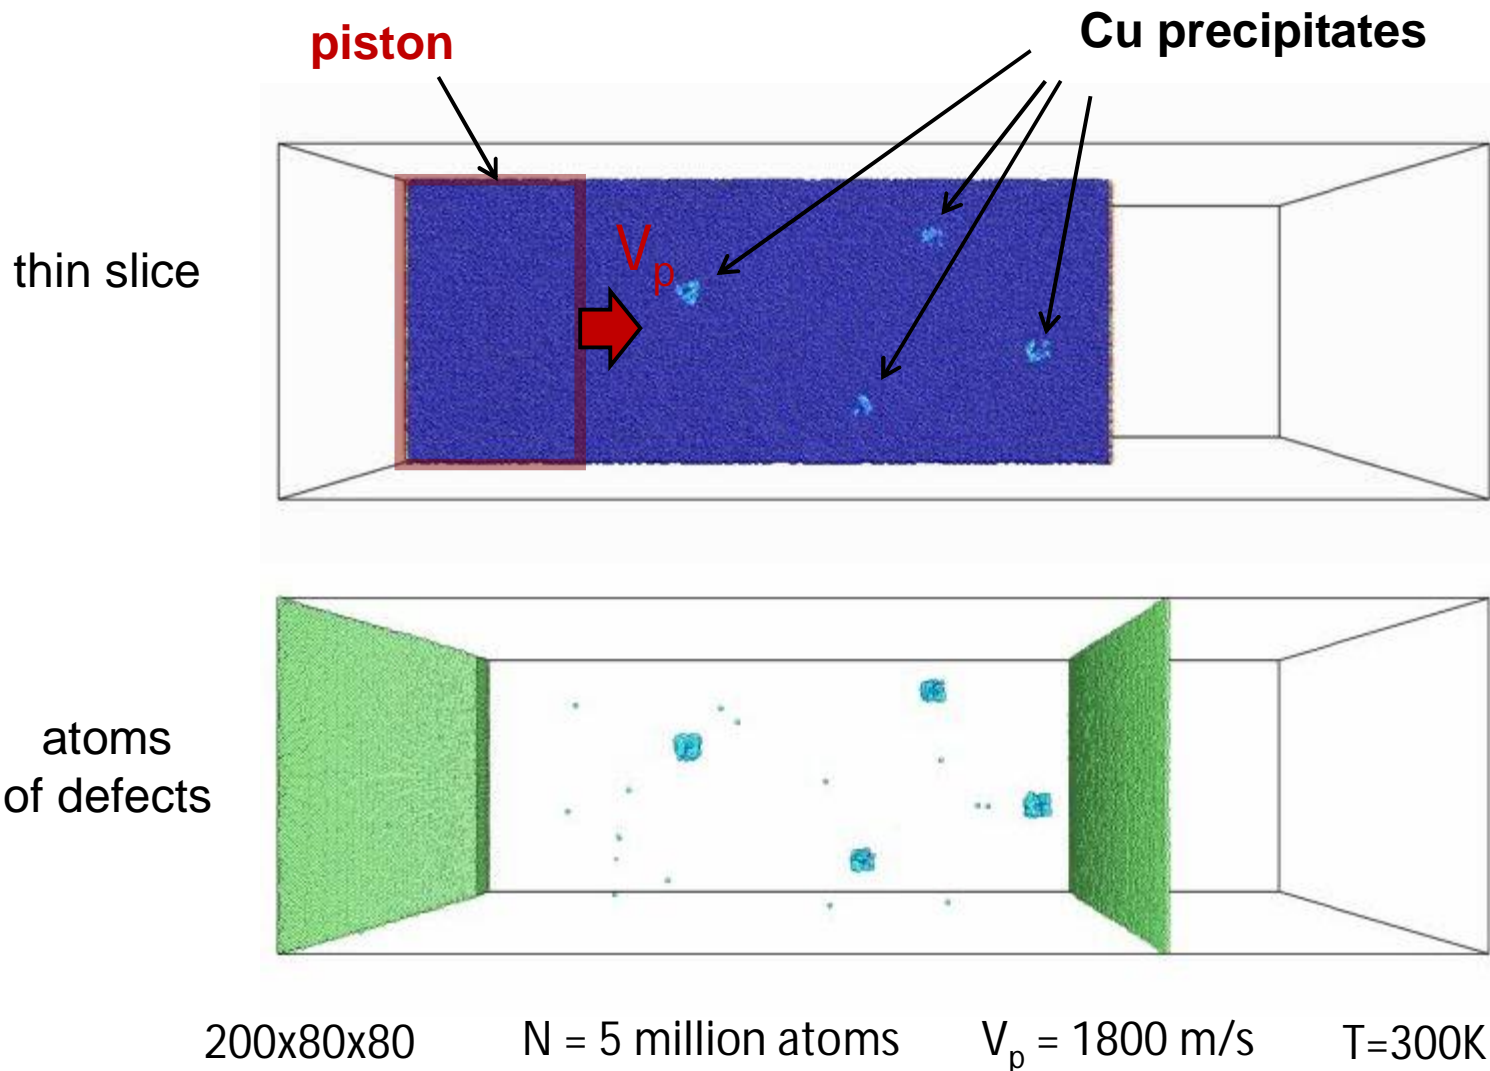 piston
Cu precipitates
thin slice
Vp
atoms
of defects
200x80x80
N = 5 million atoms
Vp = 1800 m/s
T=300K